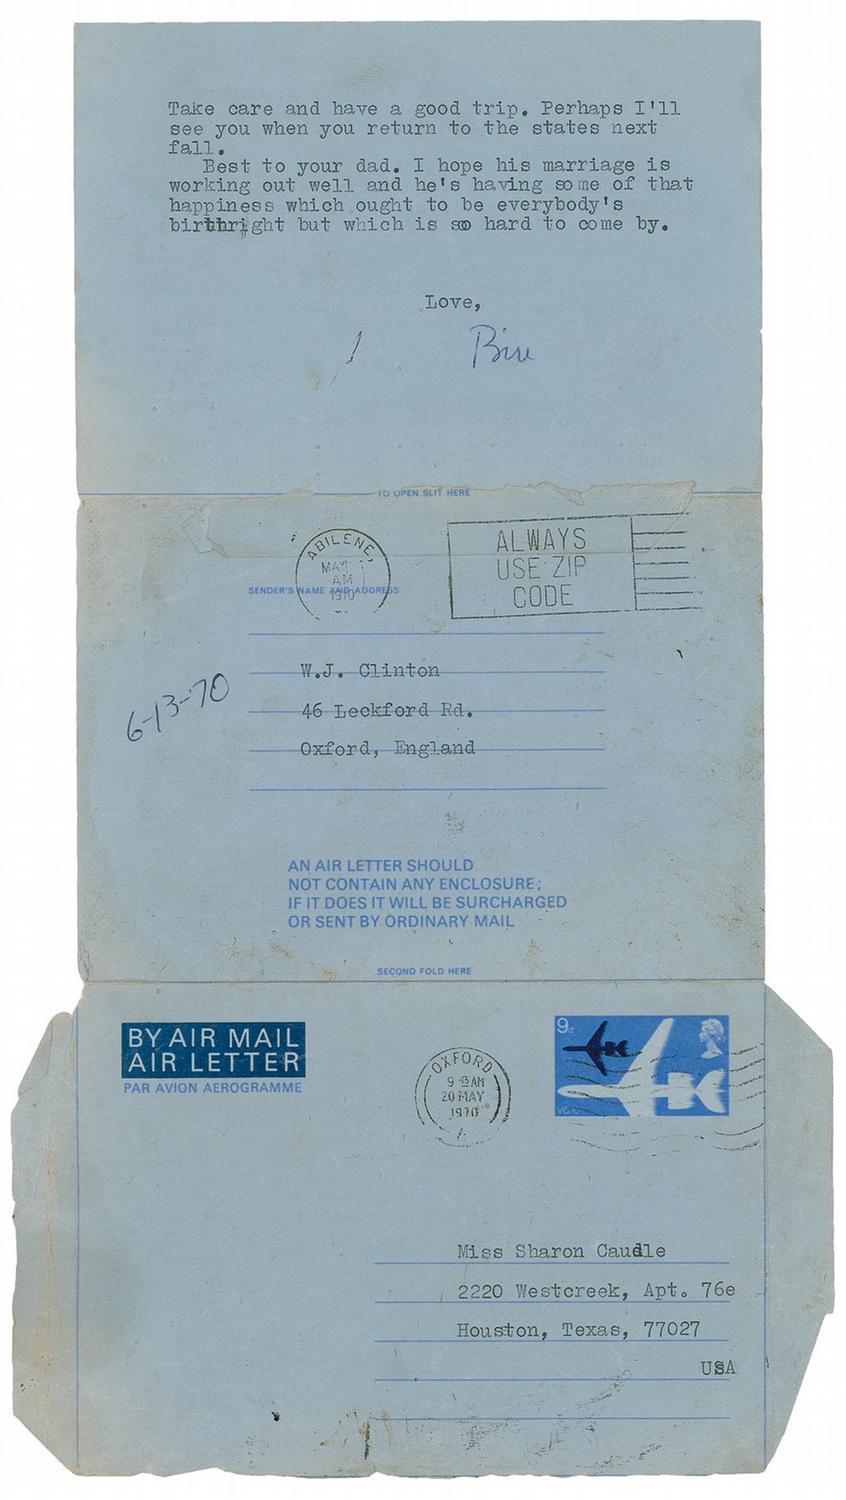 Take care and have a good trip. Perhaps I'll
see you when you return to the states next
fall.
Best to your dad. I hope his marriage is
working out well and he's having some of that
happiness which ought to be everybody's
birthright but which is so hard to come by.
Love,
Bill
TO OPEN SLIT HERE
ABILENE,
MAY
AM
1970
ALWAYS
USE ZIP
CODE
SENDER'S NAME AND ADDRESS
6-13-70
W.J. Clinton
46 Leckford Rd.
Oxford, England
AN AIR LETTER SHOULD
NOT CONTAIN ANY ENCLOSURE;
IF IT DOES IT WILL BE SURCHARGED
OR SENT BY ORDINARY MAIL
SECOND FOLD HERE
BY AIR MAIL
AIR LETTER
PAR AVION AEROGRAMME
OXFORD
9 AM
20 MAY
1970
A
9d
VC10
Miss Sharon Caudle
2220 Westcreek, Apt. 76e
Houston, Texas, 77027
USA